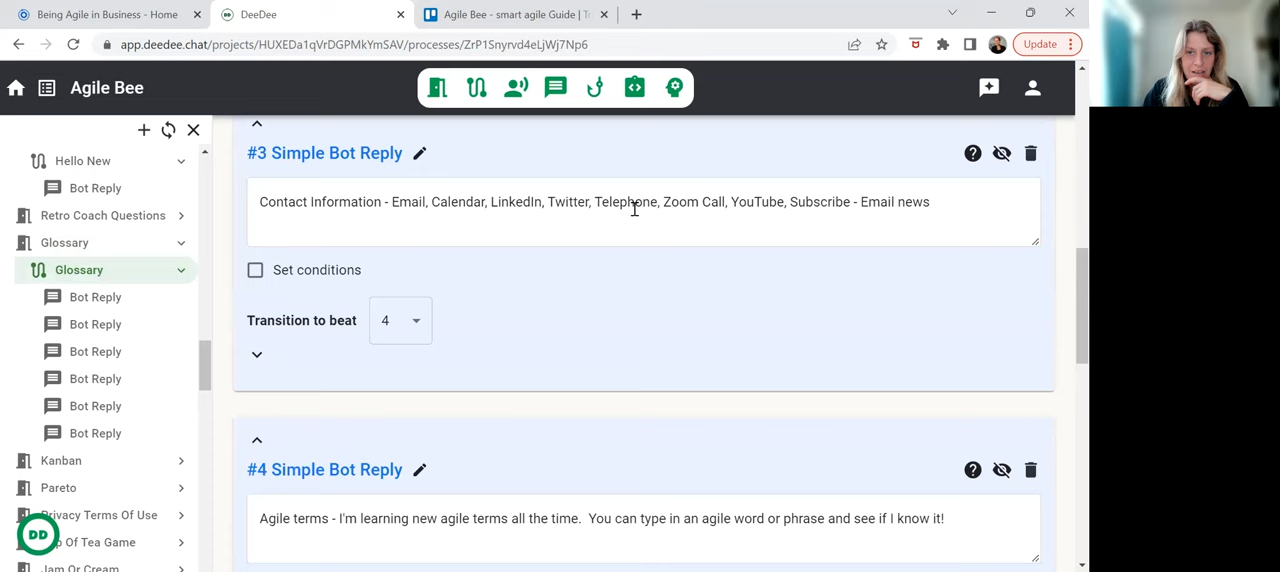 Being Agile in Business - Home
DeeDee
Agile Bee - smart agile Guide | Tr
app.deedee.chat/projects/HUXEDa1qVrDGPMkYmSAV/processes/ZrP1Snyrvd4eLjWj7Np6
Update
Agile Bee
Hello New
Bot Reply
Retro Coach Questions
Glossary
Glossary
Bot Reply
Bot Reply
Bot Reply
Bot Reply
Bot Reply
Bot Reply
Kanban
Pareto
Privacy Terms Of Use
p Of Tea Game
Jam Or Cream
DD
#3 Simple Bot Reply
Contact Information - Email, Calendar, LinkedIn, Twitter, Telephone, Zoom Call, YouTube, Subscribe - Email news
Set conditions
Transition to beat
4
#4 Simple Bot Reply
Agile terms - I'm learning new agile terms all the time.  You can type in an agile word or phrase and see if I know it!